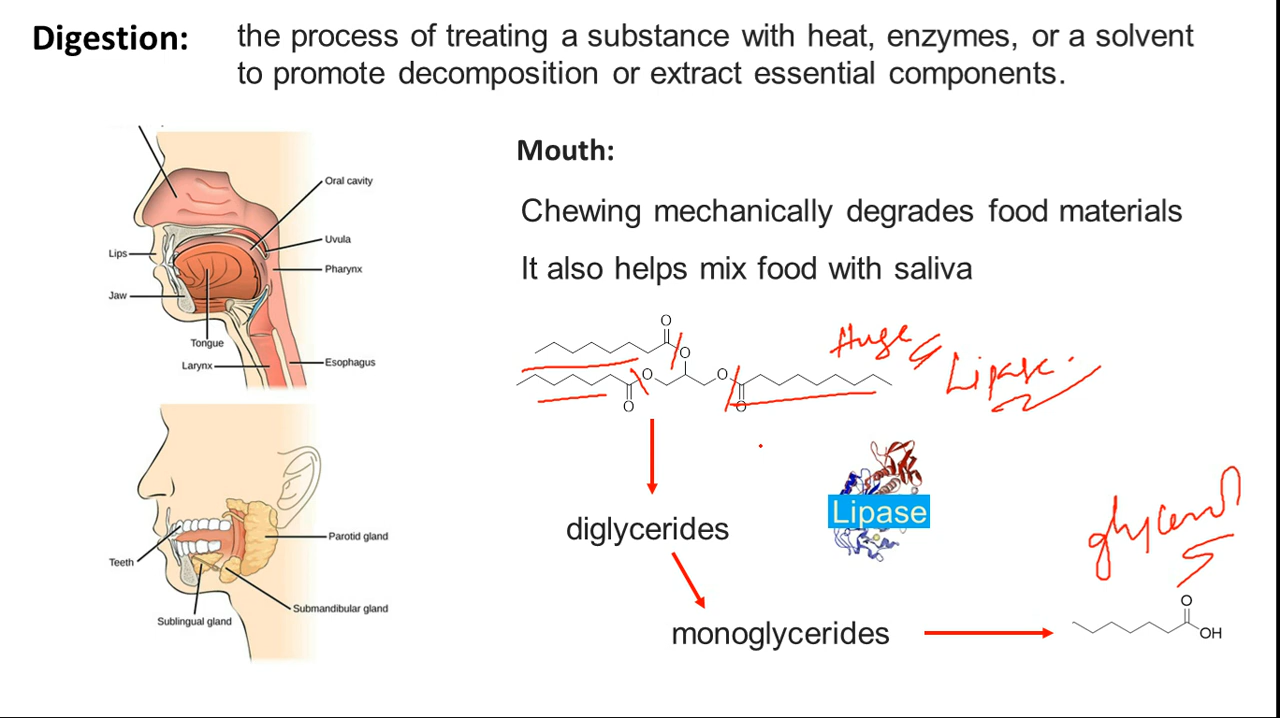 Digestion: the process of treating a substance with heat, enzymes, or a solvent
to promote decomposition or extract essential components.
Oral cavity
Uvula
Lips
Pharynx
Jaw
Tongue
Larynx
Esophagus
Mouth:
Chewing mechanically degrades food materials
It also helps mix food with saliva
O
O
O
O
O
O
Huge
Lipase
diglycerides
Lipase
monoglycerides
glycerol
O
OH
Parotid gland
Teeth
Submandibular gland
Sublingual gland